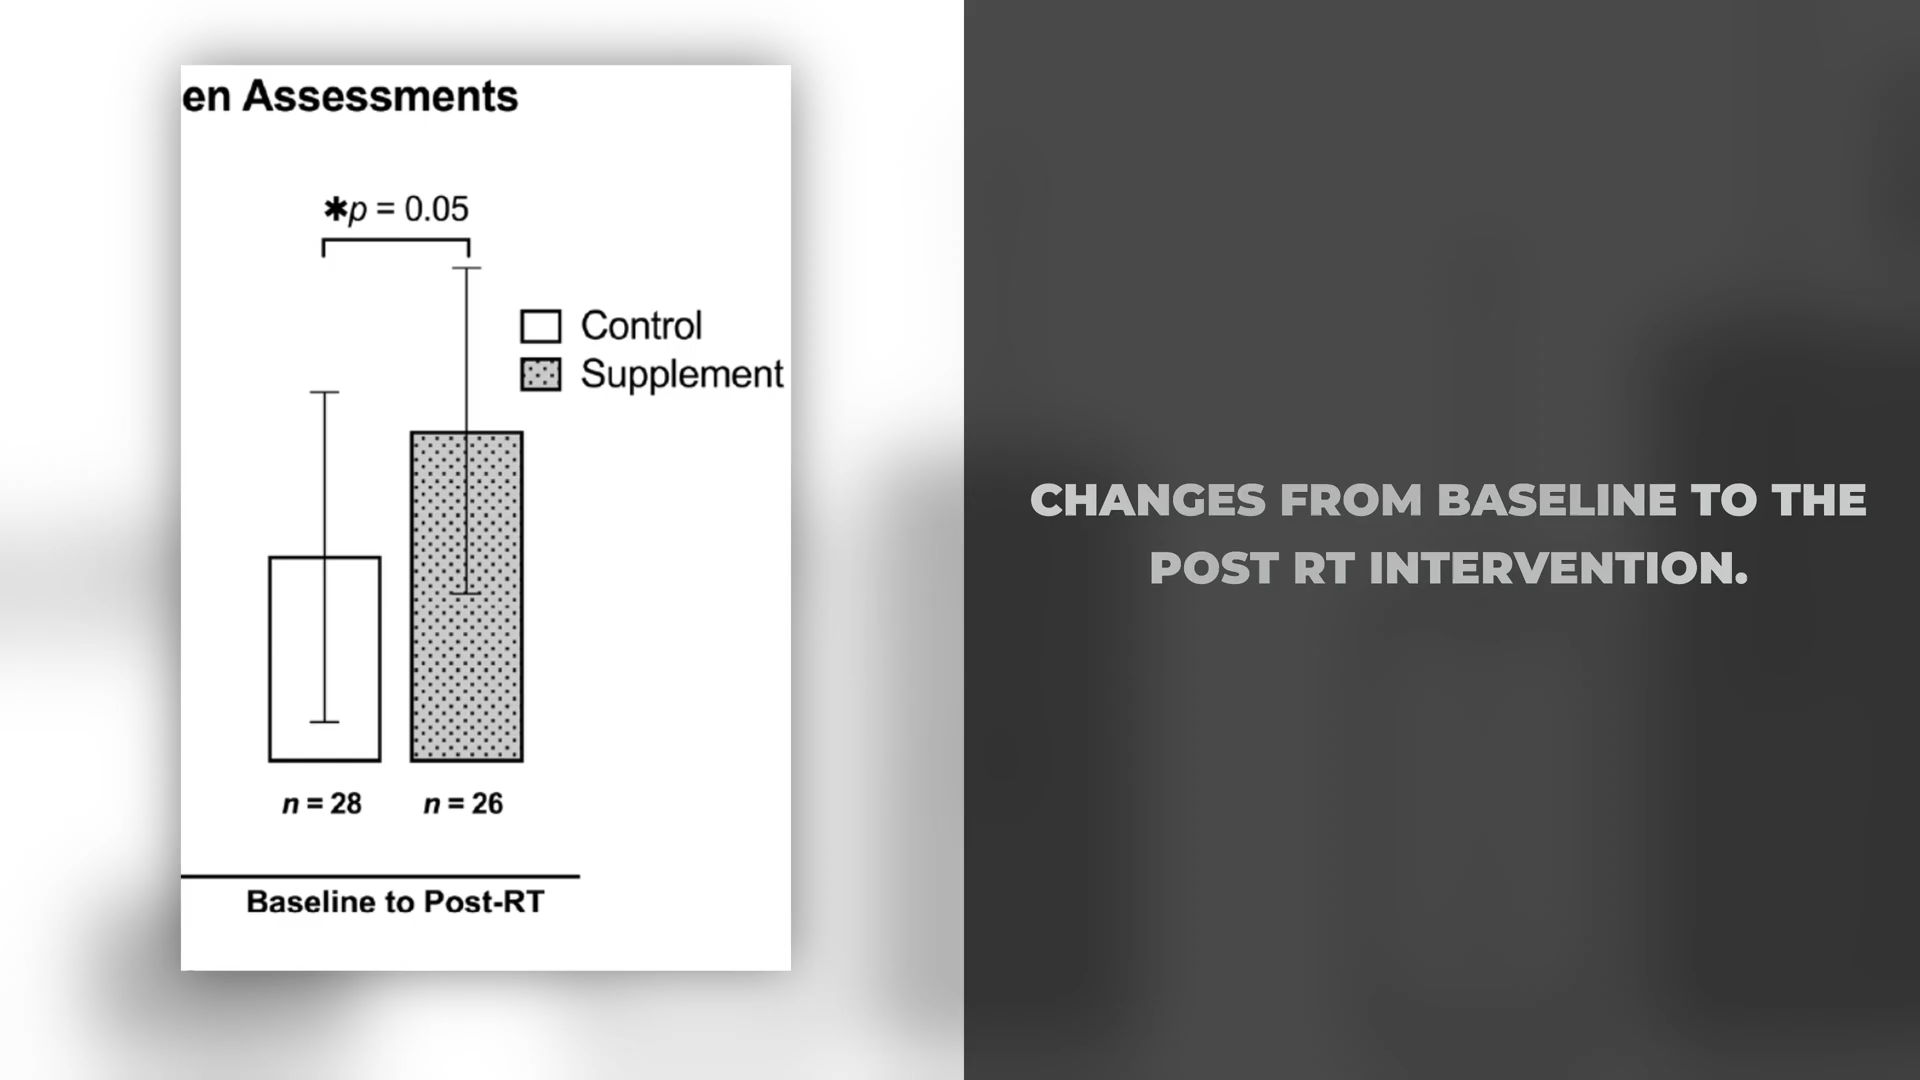 en Assessments
✱p = 0.05
Control
Supplement
n = 28
n = 26
Baseline to Post-RT
CHANGES FROM BASELINE TO THE
POST RT INTERVENTION.